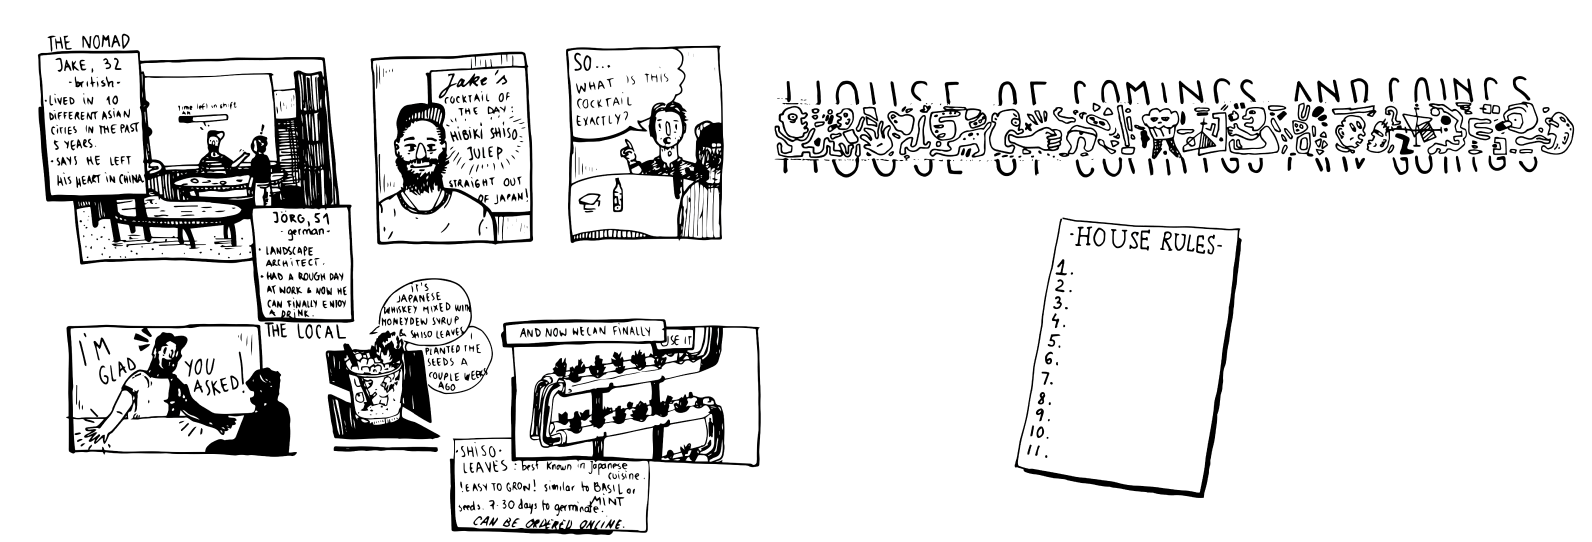 THE NOMAD
JAKE, 32
-british-
·LIVED IN 10
DIFFERENT ASIAN
CITIES IN THE PAST
5 YEARS.
·SAYS HE LEFT
HIS HEART IN CHINA
Time left in shift
4H
JÖRG, 51
-german-
·LANDSCAPE
ARCHITECT.
·HAD A ROUGH DAY
AT WORK & NOW HE
CAN FINALLY ENJOY
A DRINK.
THE LOCAL
Jake's
COCKTAIL OF
THE DAY:
HIBIKI SHISO
JULEP
STRAIGHT OUT
OF JAPAN!
SO...
WHAT IS THIS
COCKTAIL
EXACTLY?
I'M
GLAD
YOU
ASKED!
IT'S
JAPANESE
WHISKEY MIXED WITH
HONEYDEW SYRUP
& SHISO LEAVES
I
PLANTED THE
SEEDS A
COUPLE WEEKS
AGO
AND NOW WE CAN FINALLY
USE IT
·SHISO·
LEAVES: best known in Japanese
cuisine.
!EASY TO GROW! similar to BASIL or
MINT
seeds. 7-30 days to germinate.
CAN BE ORDERED ONLINE.
HOUSE OF COMINGS AND GOINGS
-HOUSE RULES-
1.
2.
3.
4.
5.
6.
7.
8.
9.
10.
11.